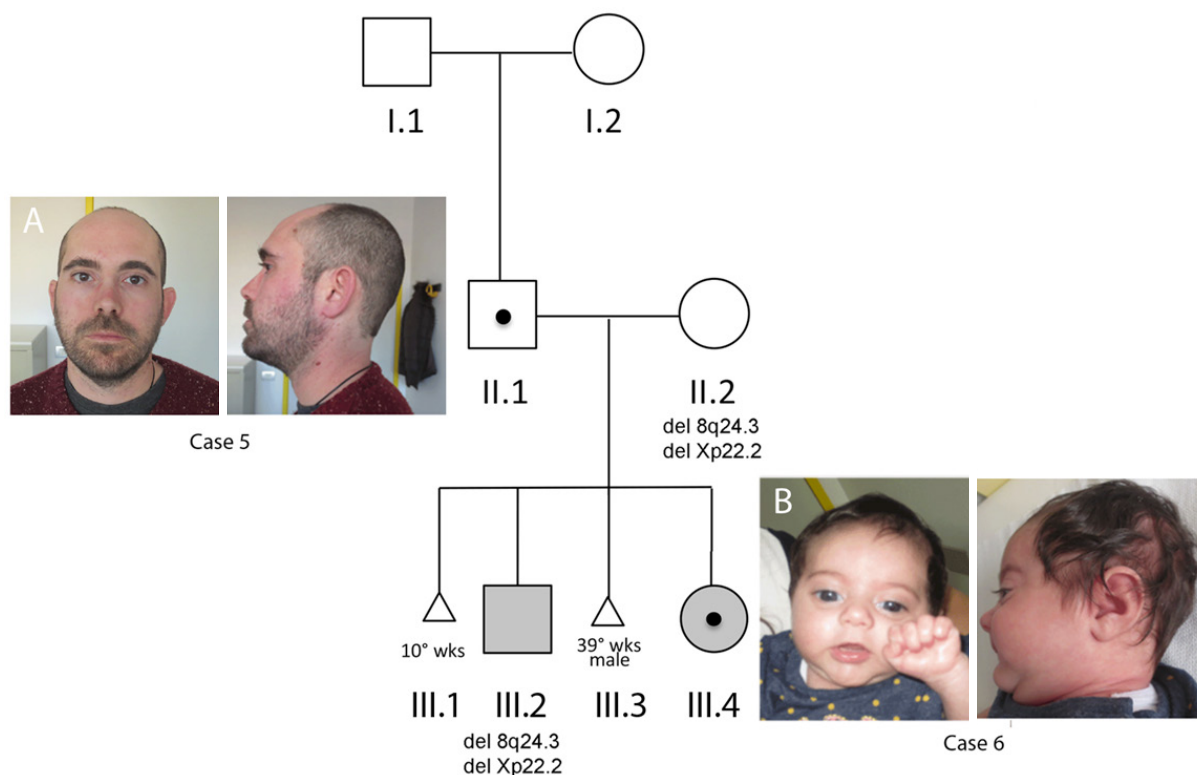 I.1
I.2
A
Case 5
II.1
II.2
del 8q24.3
del Xp22.2
B
10° wks
39° wks
male
III.1
III.2
III.3
III.4
del 8q24.3
del Xp22.2
Case 6